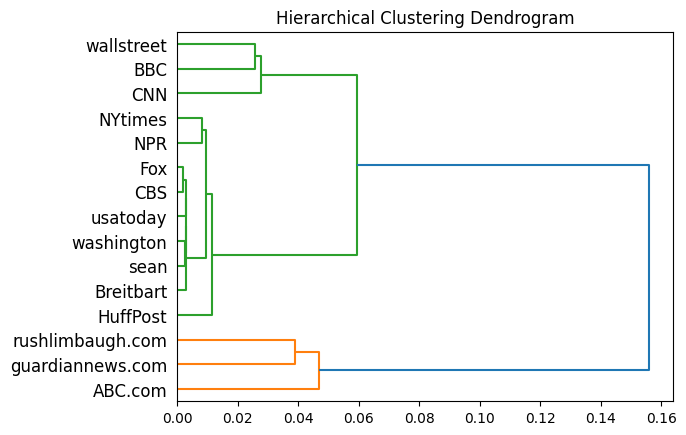 Hierarchical Clustering Dendrogram
wallstreet
BBC
CNN
NYtimes
NPR
Fox
CBS
usatoday
washington
sean
Breitbart
HuffPost
rushlimbaugh.com
guardiannews.com
ABC.com
0.00 0.02 0.04 0.06 0.08 0.10 0.12 0.14 0.16